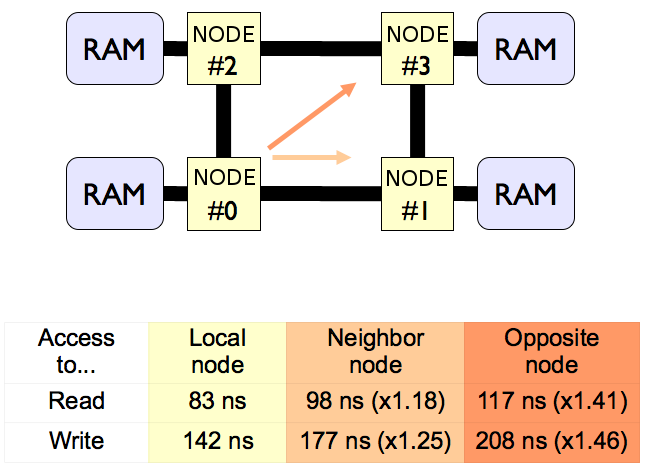 RAM
NODE
#2
NODE
#3
RAM
RAM
NODE
#0
NODE
#1
RAM
Access
to...
Local
node
Neighbor
node
Opposite
node
Read 83 ns 98 ns (x1.18) 117 ns (x1.41)
Write 142 ns 177 ns (x1.25) 208 ns (x1.46)